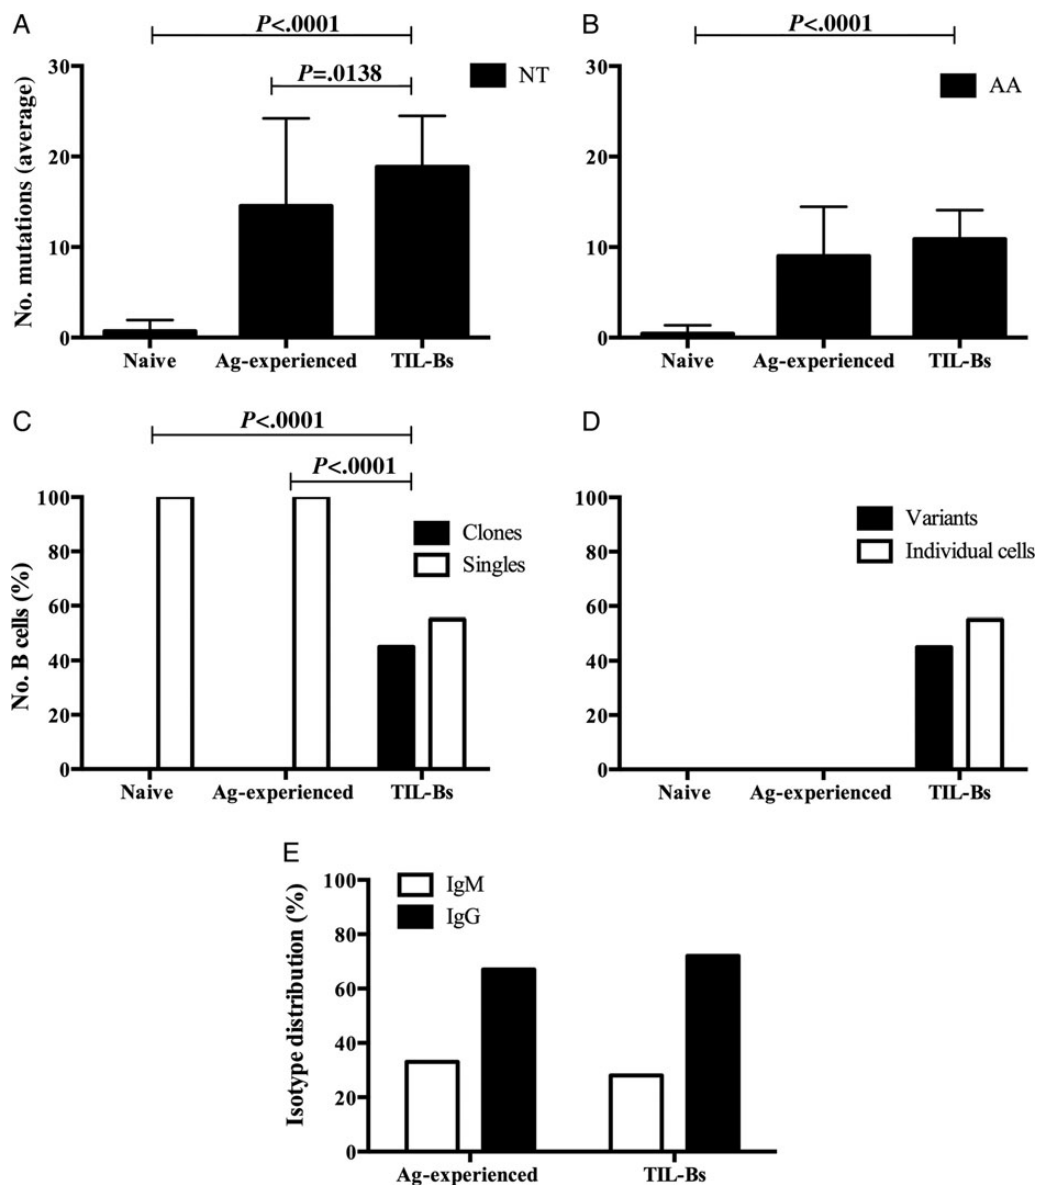 A
P<.0001
P=.0138
NT
No. mutations (average)
30
20
10
0
Naive Ag-experienced TIL-Bs
B
P<.0001
AA
30
20
10
0
Naive Ag-experienced TIL-Bs
C
P<.0001
P<.0001
Clones
Singles
No. B cells (%)
100
80
60
40
20
0
Naive Ag-experienced TIL-Bs
D
Variants
Individual cells
100
80
60
40
20
0
Naive Ag-experienced TIL-Bs
E
IgM
IgG
Isotype distribution (%)
100
80
60
40
20
0
Ag-experienced TIL-Bs